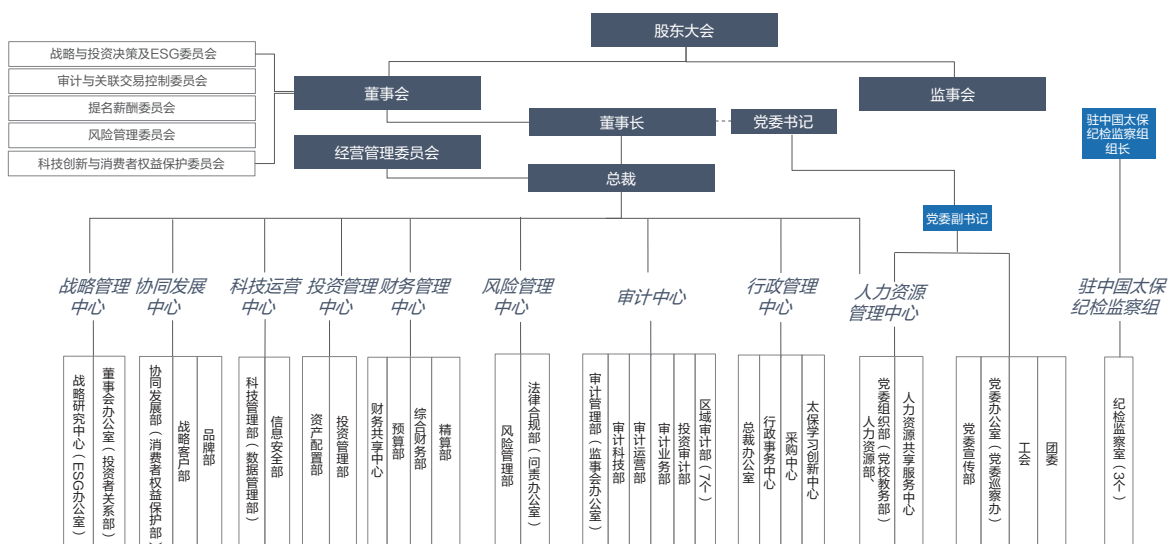 股东大会
战略与投资决策及ESG委员会
审计与关联交易控制委员会
提名薪酬委员会
风险管理委员会
科技创新与消费者权益保护委员会
董事会
监事会
董事长
党委书记
驻中国太保
纪检监察组
组长
经营管理委员会
总裁
党委副书记
战略管理
中心
协同发展
中心
科技运营
中心
投资管理
中心
财务管理
中心
风险管理
中心
审计中心
行政管理
中心
人力资源
管理中心
驻中国太保
纪检监察组
战略研究中心（ESG办公室）
董事会办公室（投资者关系部）
协同发展部（消费者权益保护部）
战略客户部
品牌部
科技管理部（数据管理部）
信息安全部
资产配置部
投资管理部
财务共享中心
预算部
综合财务部
精算部
风险管理部
法律合规部（问责办公室）
审计管理部（监事会办公室）
审计科技部
审计运营部
审计业务部
投资审计部
区域审计部（7个）
总裁办公室
行政事务中心
采购中心
太保学习创新中心
人力资源部、
党委组织部（党校教务部）
人力资源共享服务中心
党委宣传部
党委办公室（党委巡察办）
工会
团委
纪检监察室（3个）